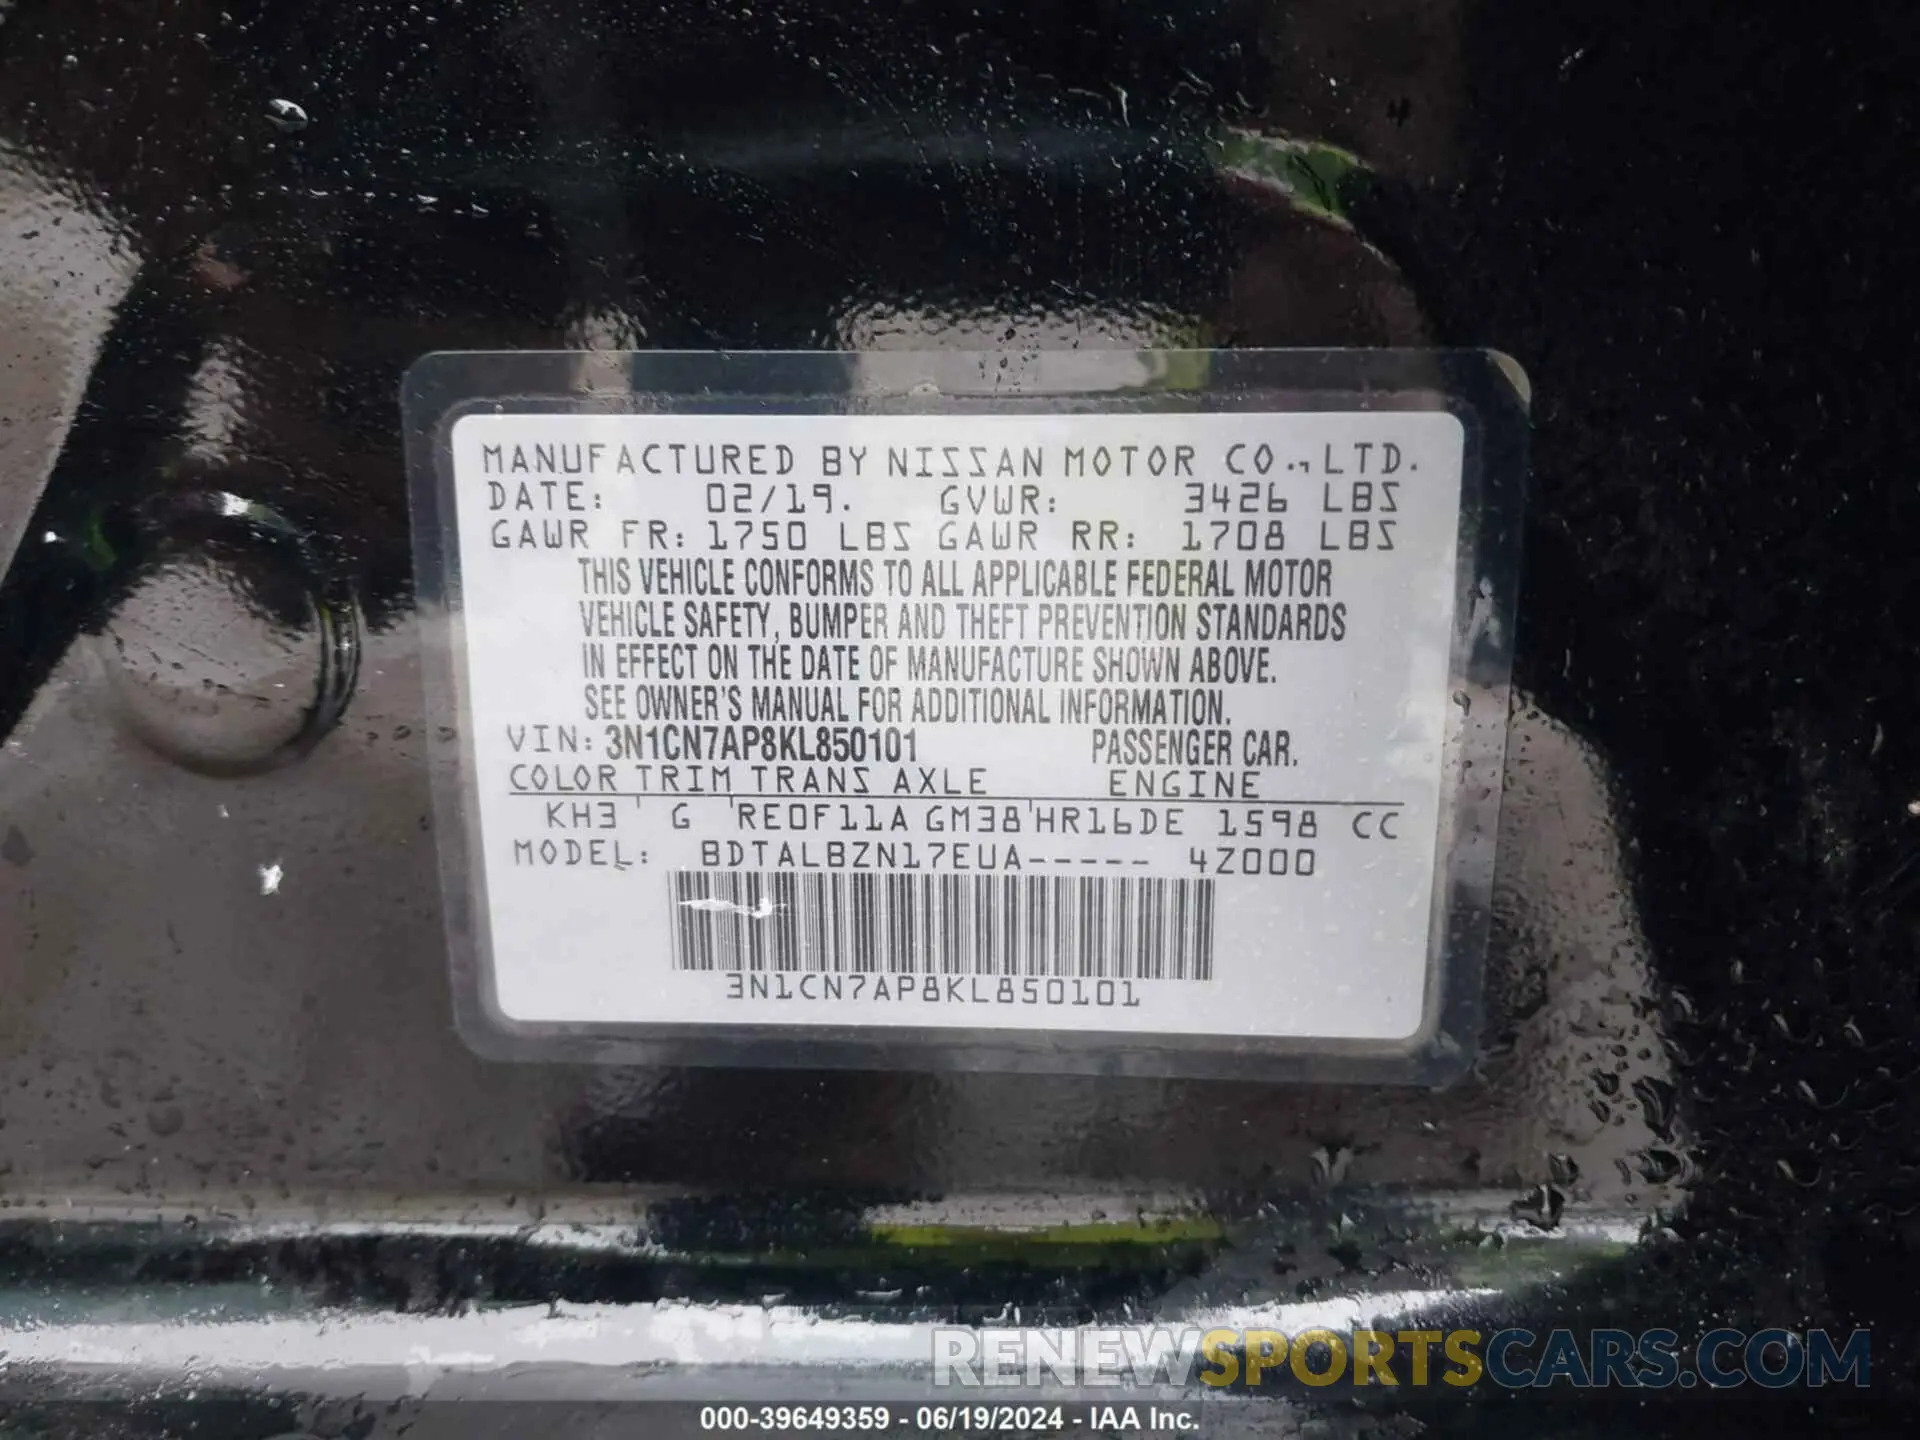 MANUFACTURED BY NISSAN MOTOR CO., LTD.
DATE: 02/19. GVWR: 3426 LBS
GAWR FR: 1750 LBS GAWR RR: 1708 LBS
THIS VEHICLE CONFORMS TO ALL APPLICABLE FEDERAL MOTOR
VEHICLE SAFETY, BUMPER AND THEFT PREVENTION STANDARDS
IN EFFECT ON THE DATE OF MANUFACTURE SHOWN ABOVE.
SEE OWNER'S MANUAL FOR ADDITIONAL INFORMATION.
VIN: 3N1CN7AP8KL850101 PASSENGER CAR.
COLOR TRIM TRANS AXLE ENGINE
KH3 G RE0F11A GM38 HR16DE 1598 CC
MODEL: BDTALBZN17EUA----- 4Z000
3N1CN7AP8KL850101
RENEWSPORTSCARS.COM
000-39649359 - 06/19/2024 - IAA Inc.